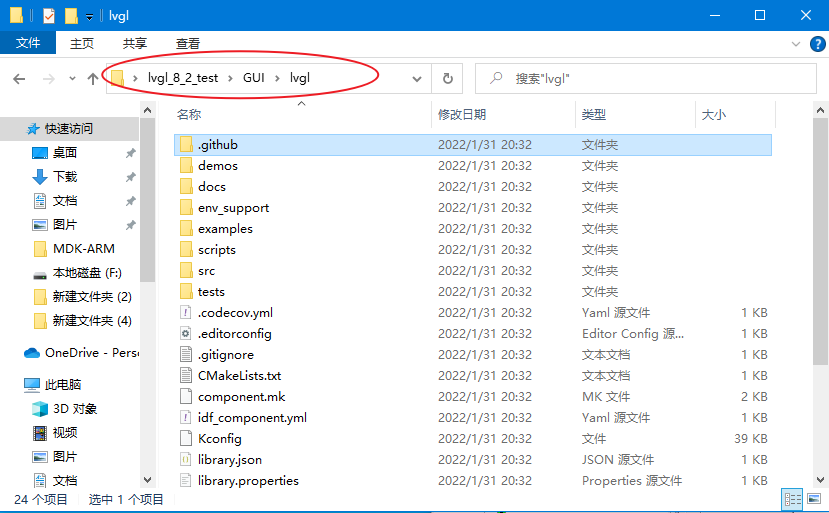 lvgl
文件 主页 共享 查看
lvgl_8_2_test GUI lvgl 搜索"lvgl"
名称 修改日期 类型 大小
快速访问
桌面
下载
文档
图片
MDK-ARM
本地磁盘 (F:)
新建文件夹 (2)
新建文件夹 (4)
OneDrive - Perso
此电脑
3D 对象
视频
图片
文档
.github 2022/1/31 20:32 文件夹
demos 2022/1/31 20:32 文件夹
docs 2022/1/31 20:32 文件夹
env_support 2022/1/31 20:32 文件夹
examples 2022/1/31 20:32 文件夹
scripts 2022/1/31 20:32 文件夹
src 2022/1/31 20:32 文件夹
tests 2022/1/31 20:32 文件夹
.codecov.yml 2022/1/31 20:32 Yaml 源文件 1 KB
.editorconfig 2022/1/31 20:32 Editor Config 源... 1 KB
.gitignore 2022/1/31 20:32 文本文档 1 KB
CMakeLists.txt 2022/1/31 20:32 文本文档 1 KB
component.mk 2022/1/31 20:32 MK 文件 2 KB
idf_component.yml 2022/1/31 20:32 Yaml 源文件 1 KB
Kconfig 2022/1/31 20:32 文件 39 KB
library.json 2022/1/31 20:32 JSON 源文件 1 KB
library.properties 2022/1/31 20:32 Properties 源文件 1 KB
24 个项目 选中 1 个项目